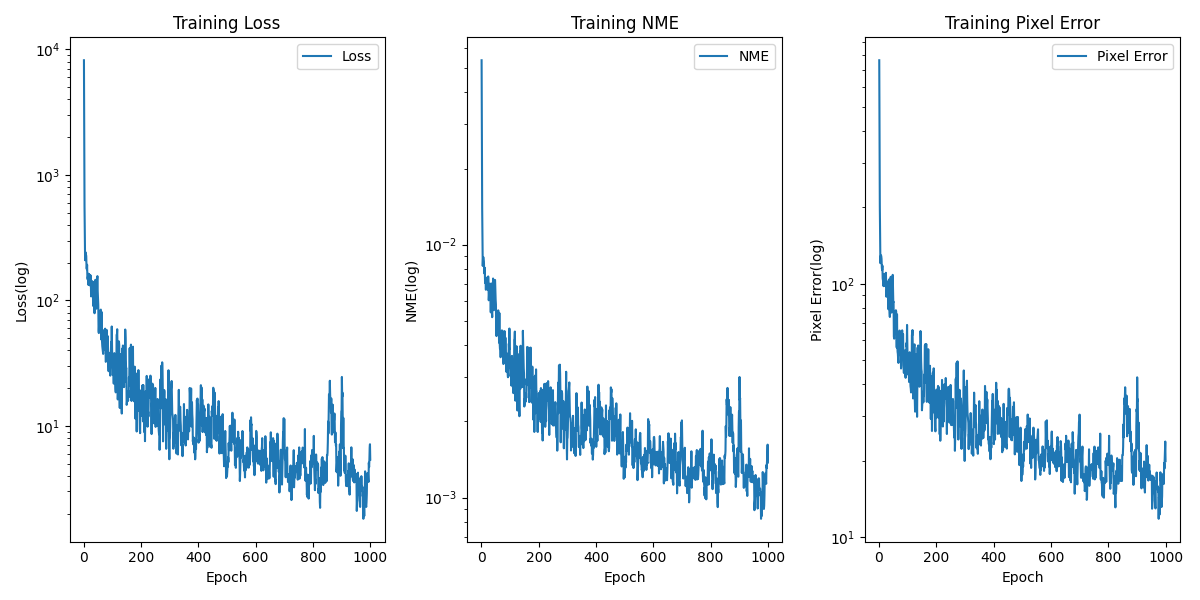 Training Loss
Loss
Loss(log)
10^4
10^3
10^2
10^1
0 200 400 600 800 1000
Epoch
Training NME
NME
NME(log)
10^−2
10^−3
0 200 400 600 800 1000
Epoch
Training Pixel Error
Pixel Error
Pixel Error(log)
10^2
10^1
0 200 400 600 800 1000
Epoch